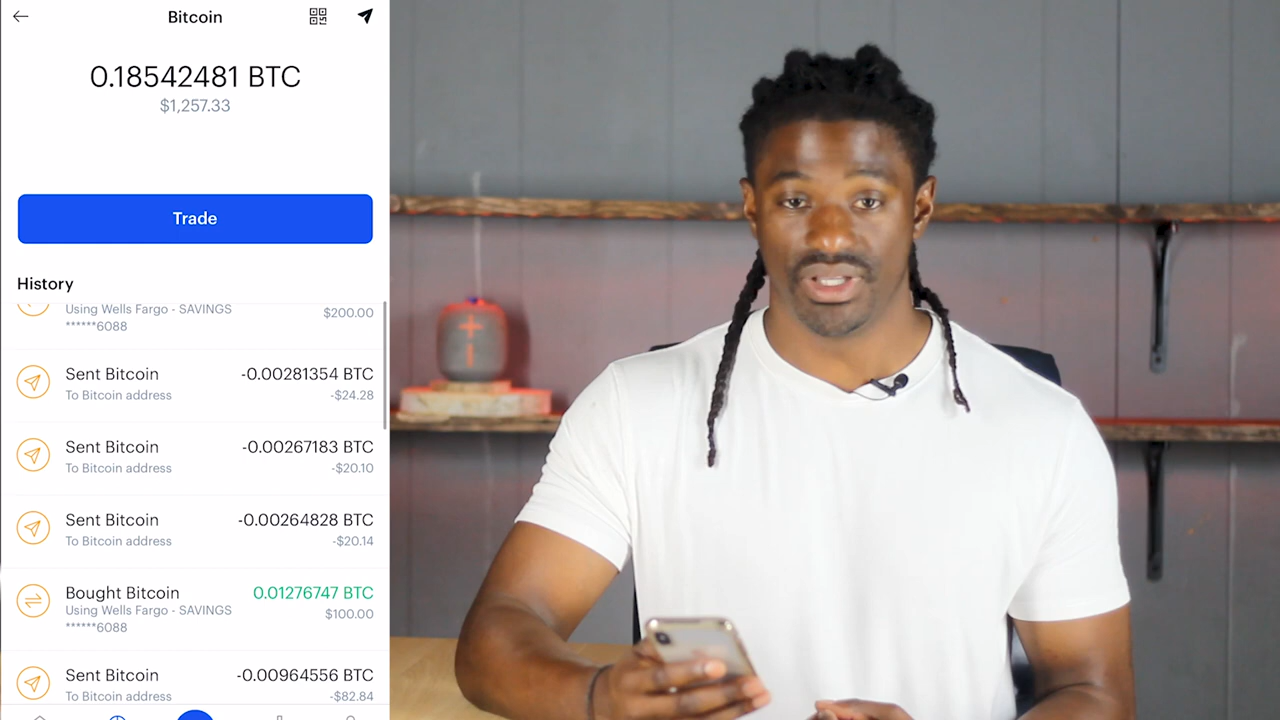 Bitcoin
0.18542481 BTC
$1,257.33
Trade
History
Using Wells Fargo - SAVINGS
******6088
$200.00
Sent Bitcoin
-0.00281354 BTC
To Bitcoin address
-$24.28
Sent Bitcoin
-0.00267183 BTC
To Bitcoin address
-$20.10
Sent Bitcoin
-0.00264828 BTC
To Bitcoin address
-$20.14
Bought Bitcoin
0.01276747 BTC
Using Wells Fargo - SAVINGS
******6088
$100.00
Sent Bitcoin
-0.00964556 BTC
To Bitcoin address
-$82.84